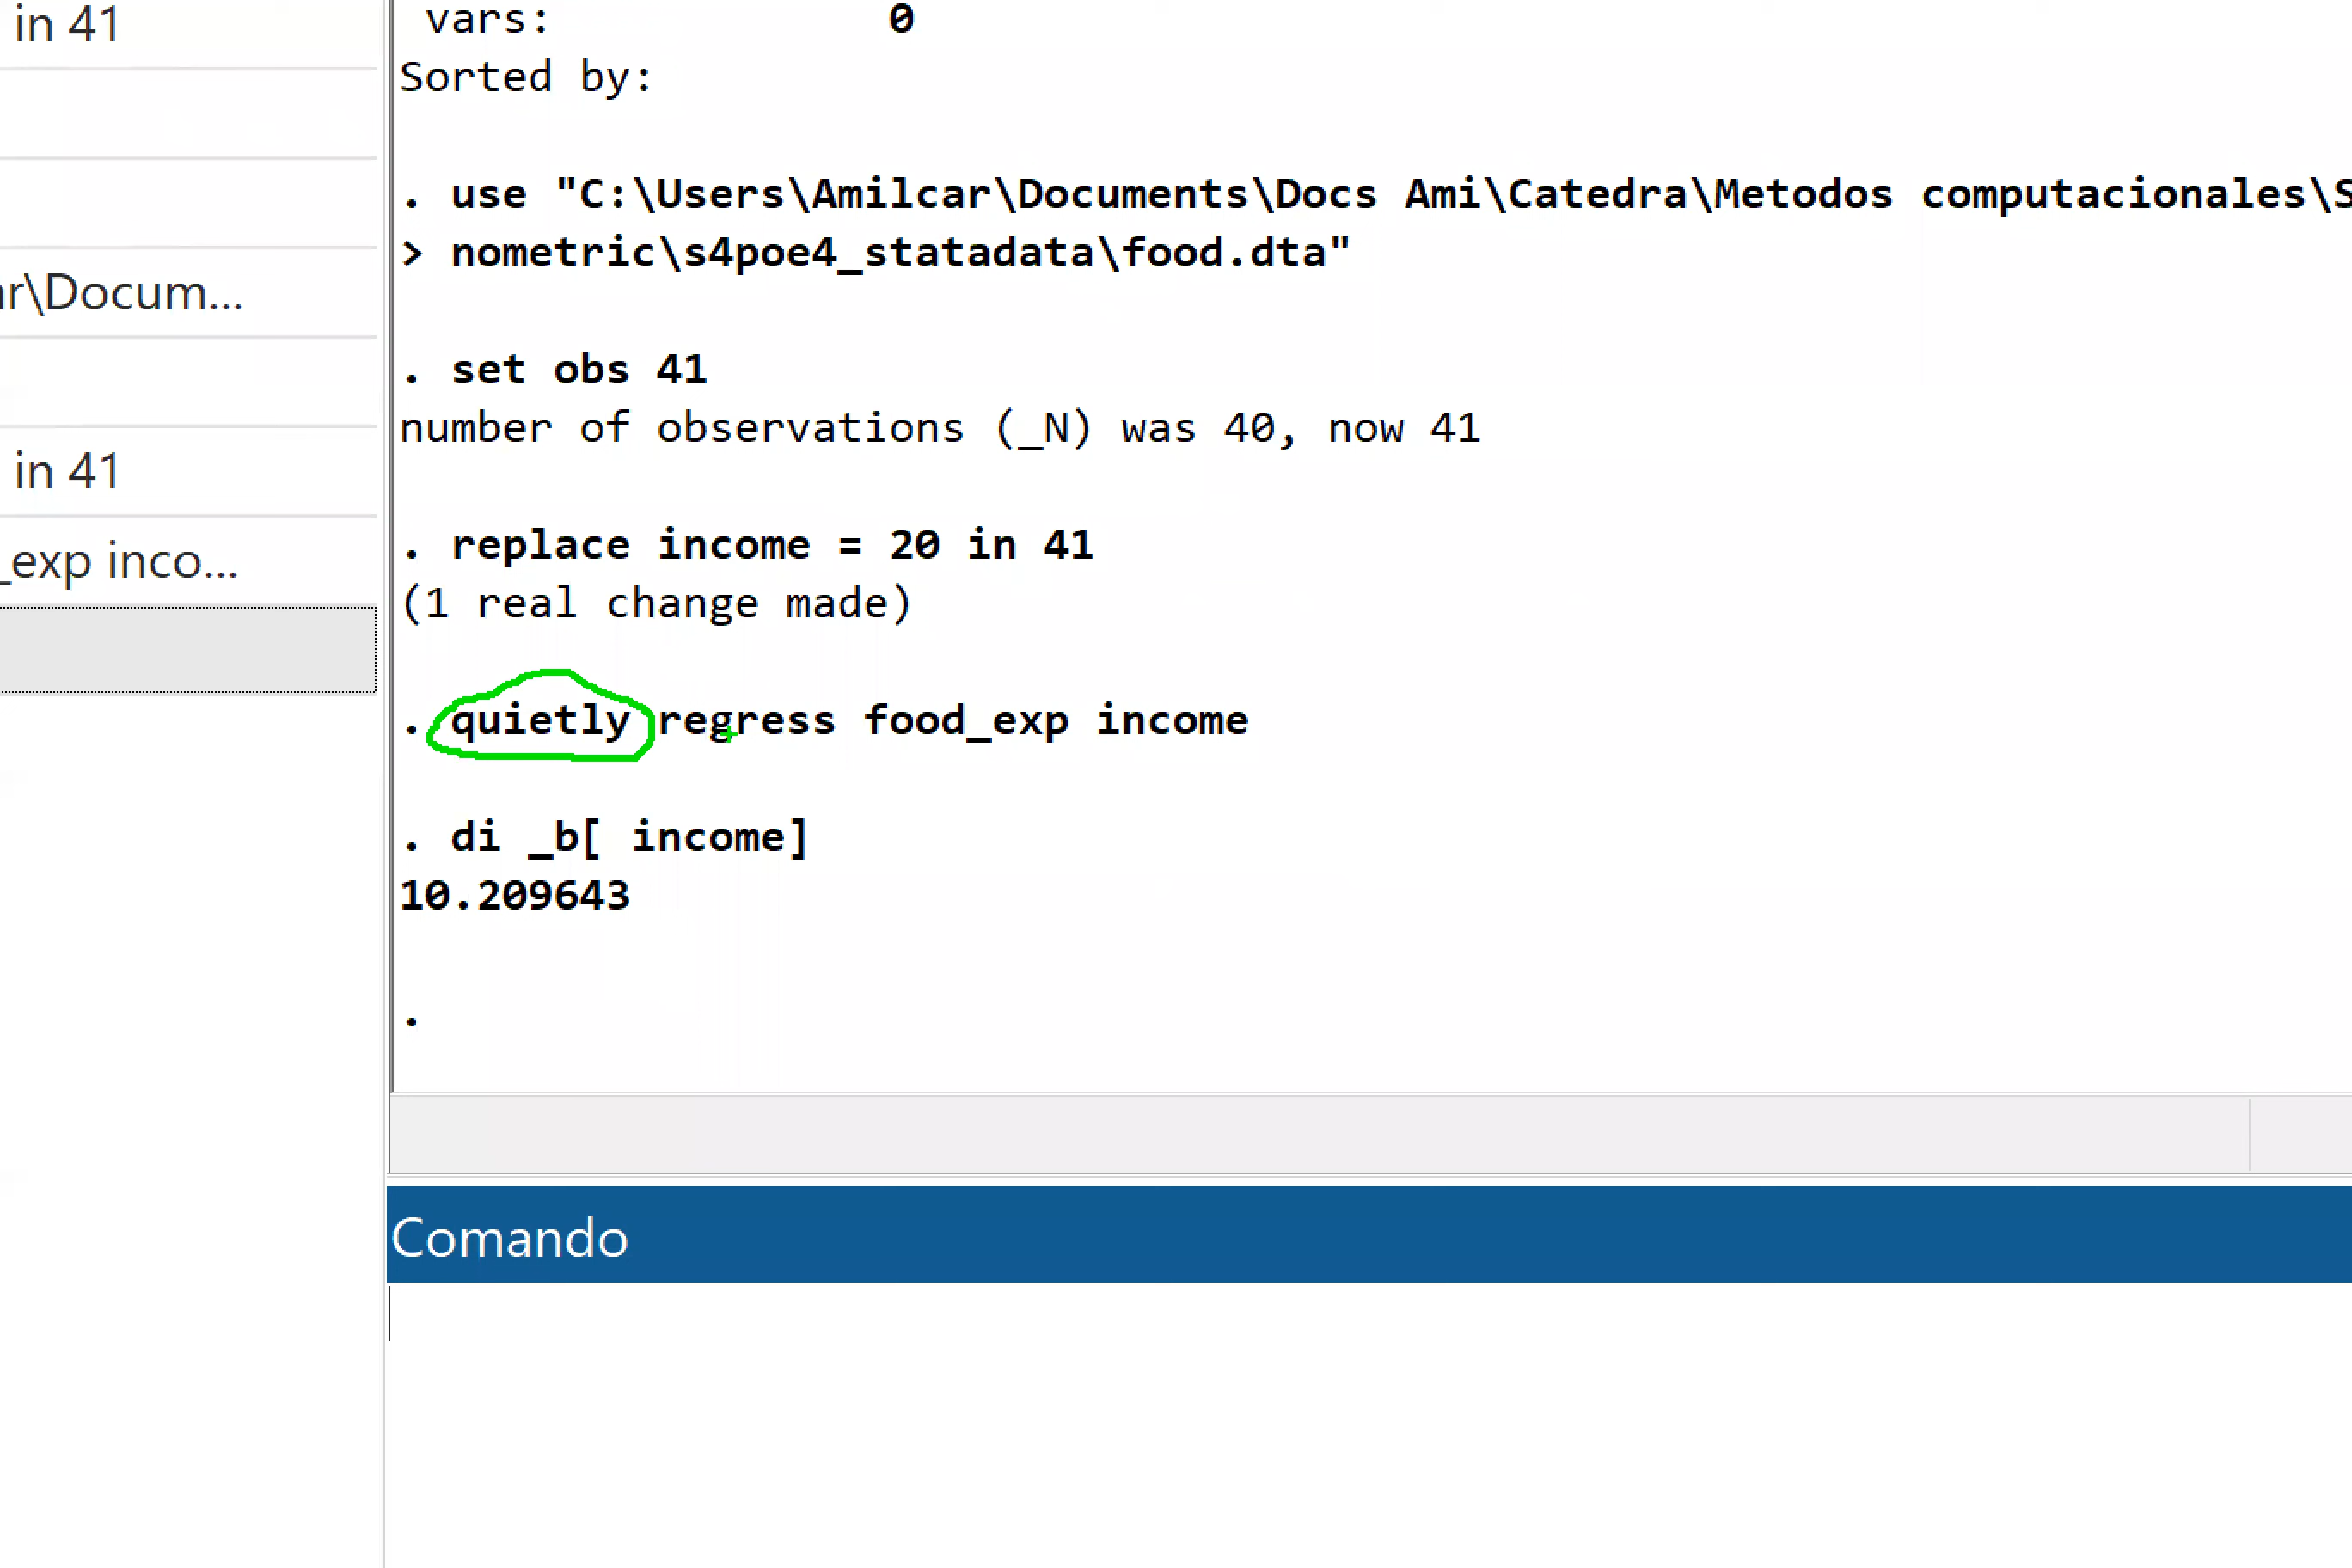 in 41
ar\Docum...
in 41
_exp inco...
vars: 0
Sorted by:
. use "C:\Users\Amilcar\Documents\Docs Ami\Catedra\Metodos computacionales\S
> nometric\s4poe4_statadata\food.dta"
. set obs 41
number of observations (_N) was 40, now 41
. replace income = 20 in 41
(1 real change made)
. quietly regress food_exp income
. di _b[ income]
10.209643
.
Comando